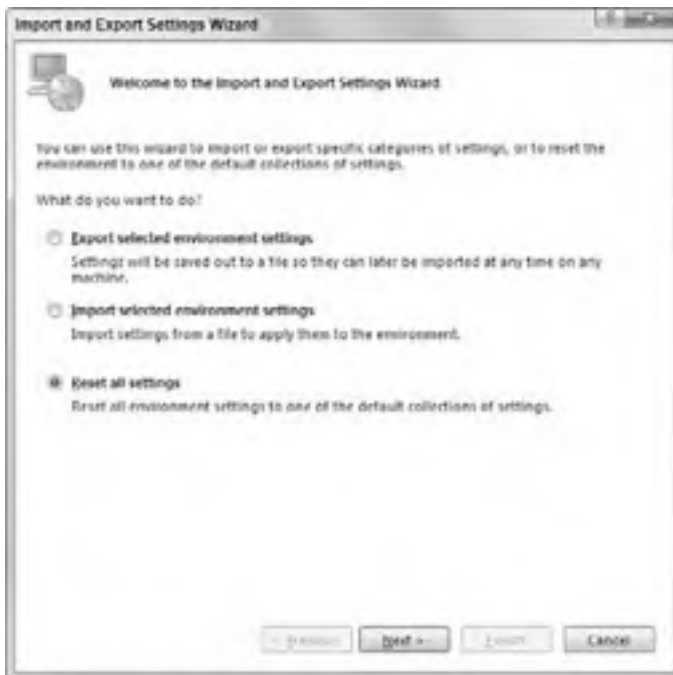 Import and Export Settings Wizard
Welcome to the Import and Export Settings Wizard
You can use this wizard to import or export specific categories of settings, or to reset the
environment to one of the default collections of settings.
What do you want to do?
Export selected environment settings
Settings will be saved out to a file so they can later be imported at any time on any
machine.
Import selected environment settings
Import settings from a file to apply them to the environment.
Reset all settings
Reset all environment settings to one of the default collections of settings.
< Previous
Next >
Finish
Cancel